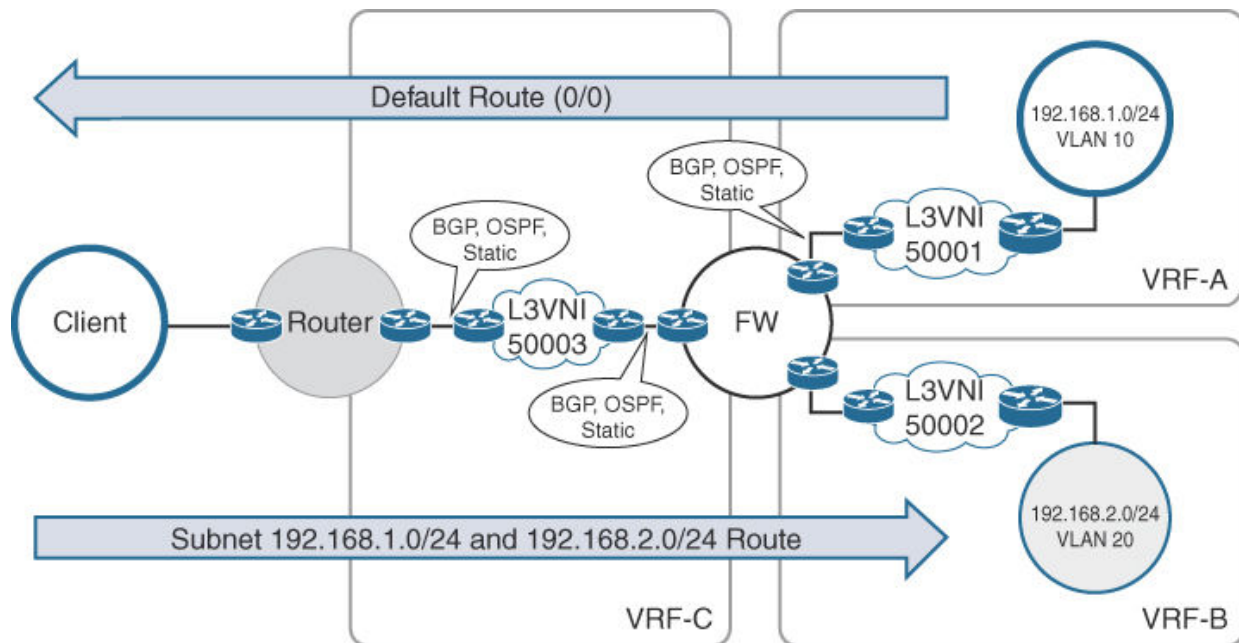 Default Route (0/0)
192.168.1.0/24
VLAN 10
BGP, OSPF,
Static
L3VNI
50001
VRF-A
BGP, OSPF,
Static
Client
Router
L3VNI
50003
FW
BGP, OSPF,
Static
L3VNI
50002
192.168.2.0/24
VLAN 20
Subnet 192.168.1.0/24 and 192.168.2.0/24 Route
VRF-C
VRF-B